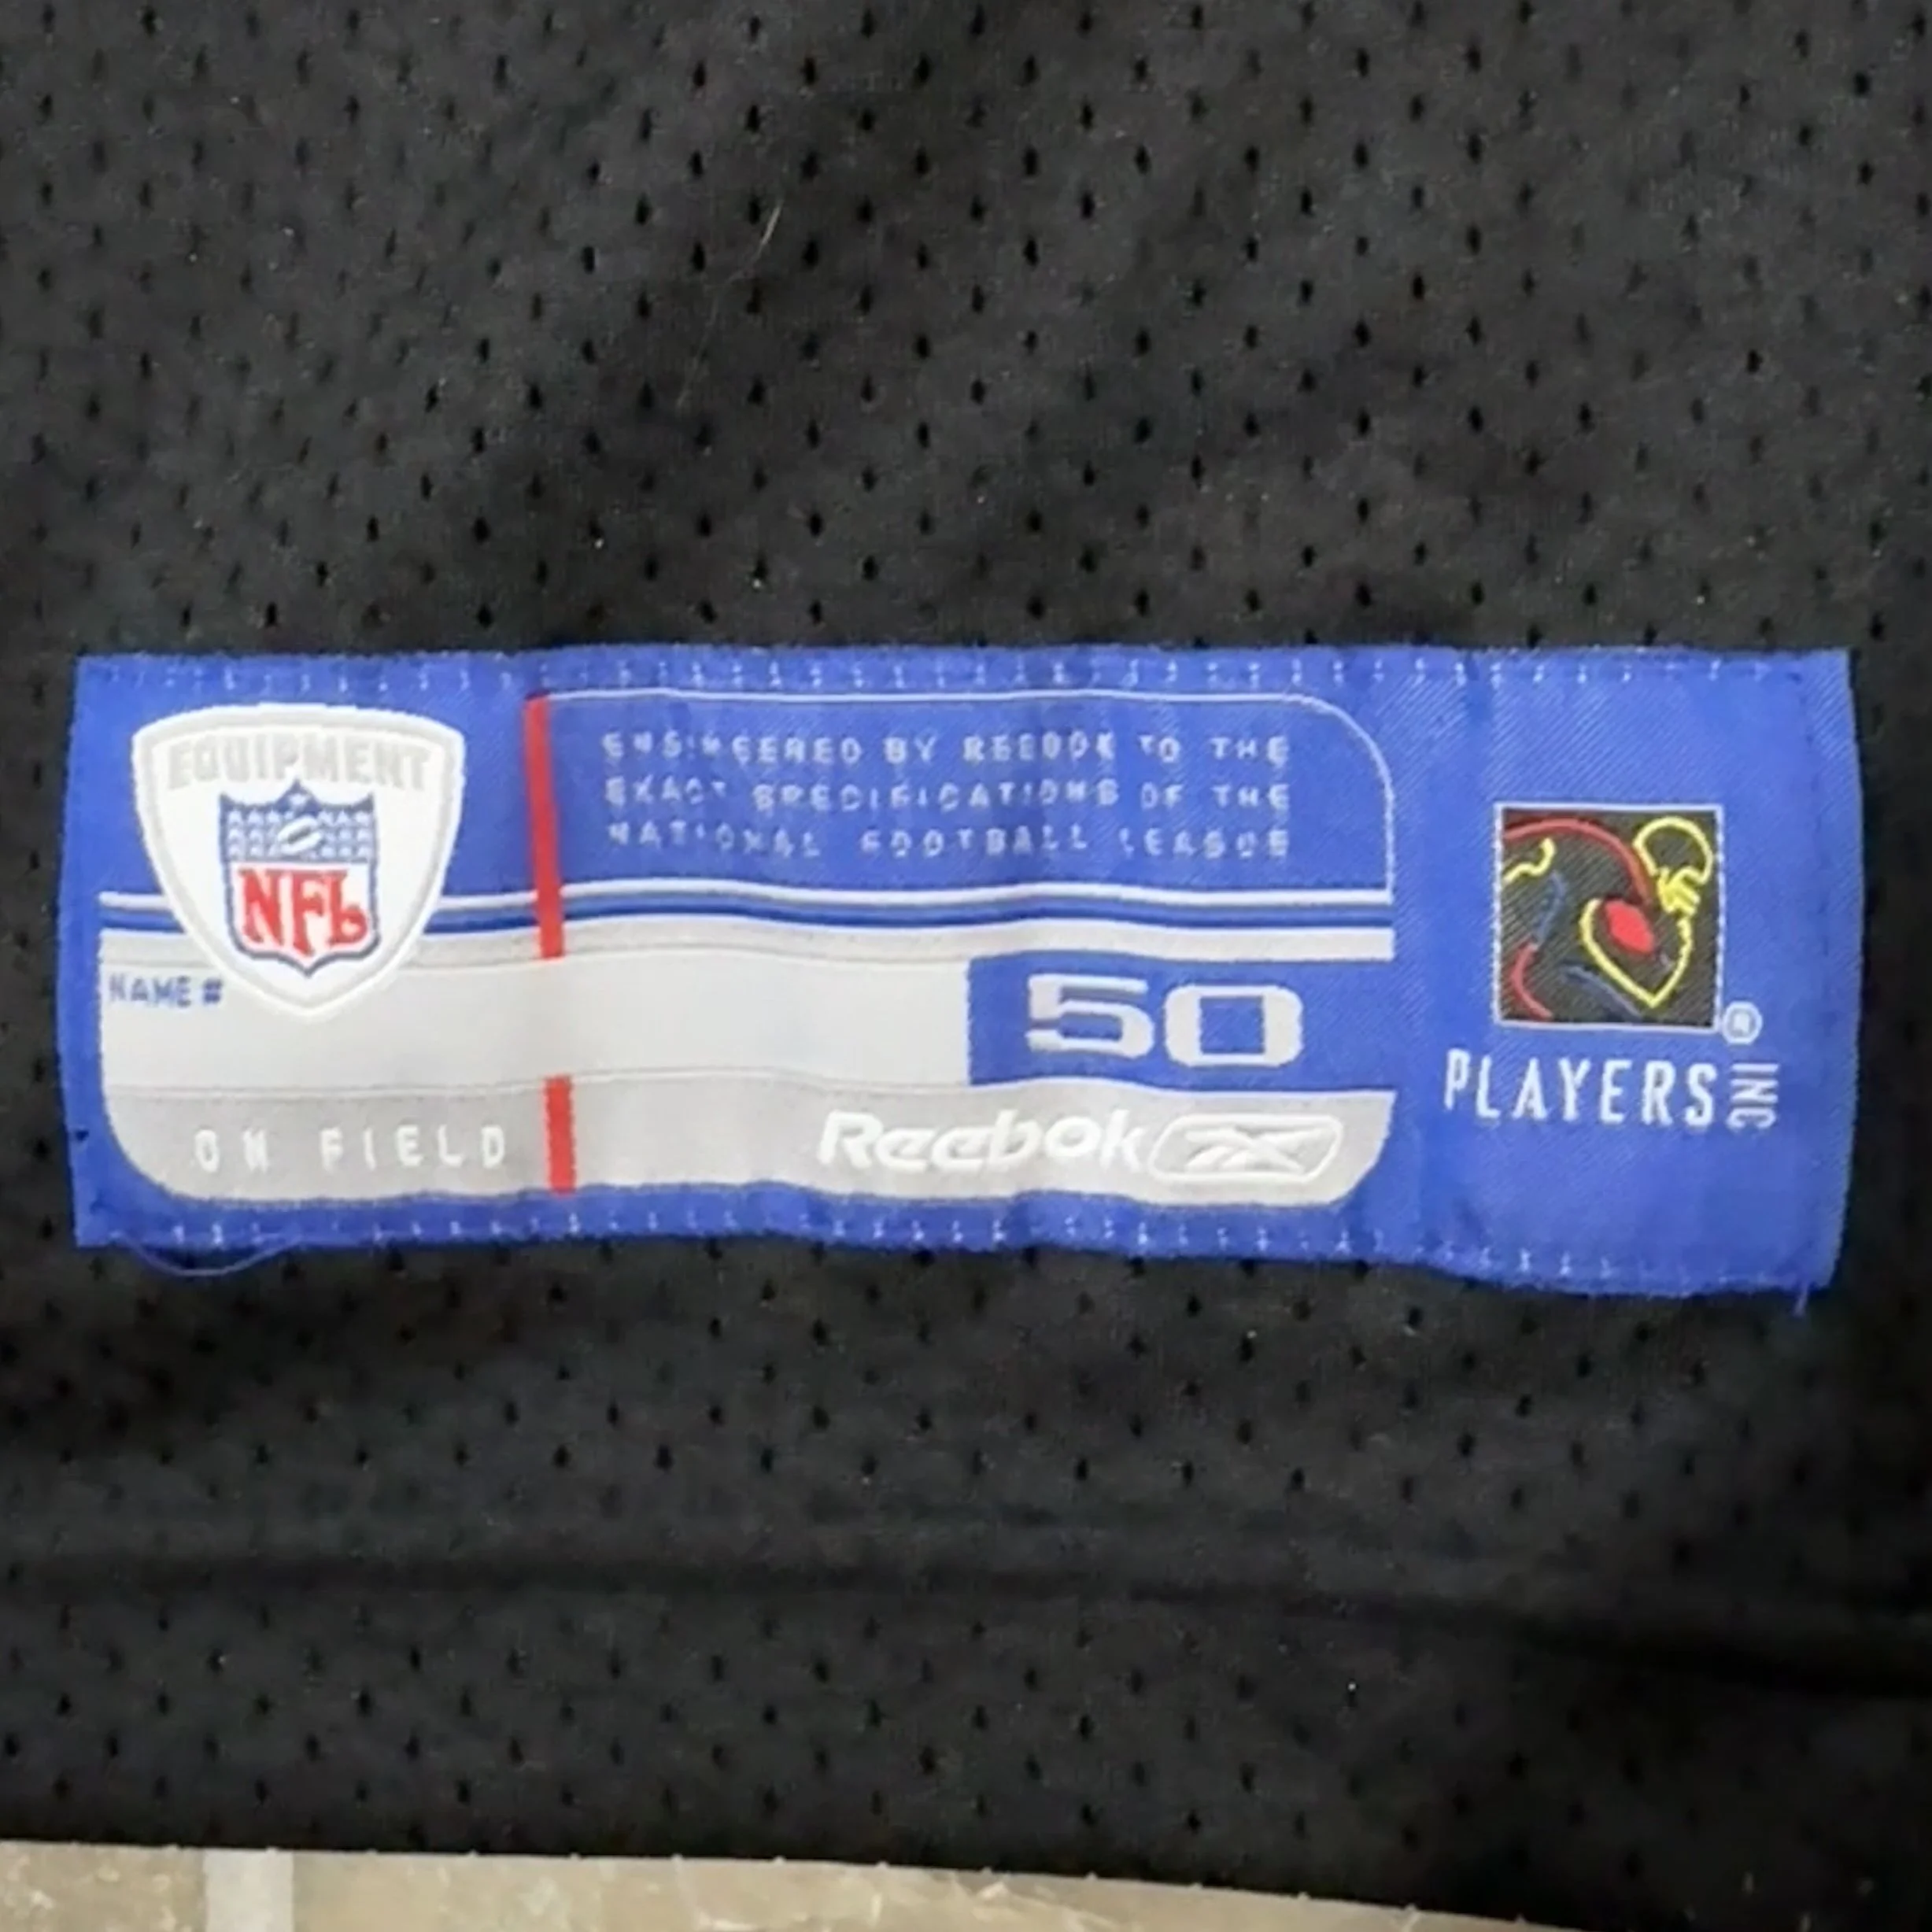 EQUIPMENT
NFL
ENGINEERED BY REEBOK TO THE
EXACT SPECIFICATIONS OF THE
NATIONAL FOOTBALL LEAGUE
NAME #
50
ON FIELD
Reebok
®
PLAYERS INC